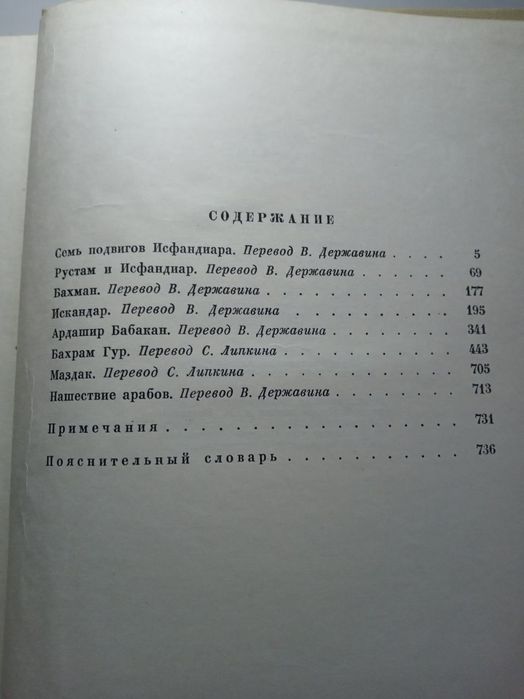 СОДЕРЖАНИЕ
Семь подвигов Исфандиара. Перевод В. Державина . . . . 5
Рустам и Исфандиар. Перевод В. Державина . . . . . . 69
Бахман. Перевод В. Державина . . . . . . . . . . . . 177
Искандар. Перевод В. Державина . . . . . . . . . . 195
Ардашир Бабакан. Перевод В. Державина . . . . . . . . 341
Бахрам Гур. Перевод С. Липкина . . . . . . . . . . . 443
Маздак. Перевод С. Липкина . . . . . . . . . . . . 705
Нашествие арабов. Перевод В. Державина . . . . . . . 713
Примечания . . . . . . . . . . . . . . . . . . 731
Пояснительный словарь . . . . . . . . . . . . 736